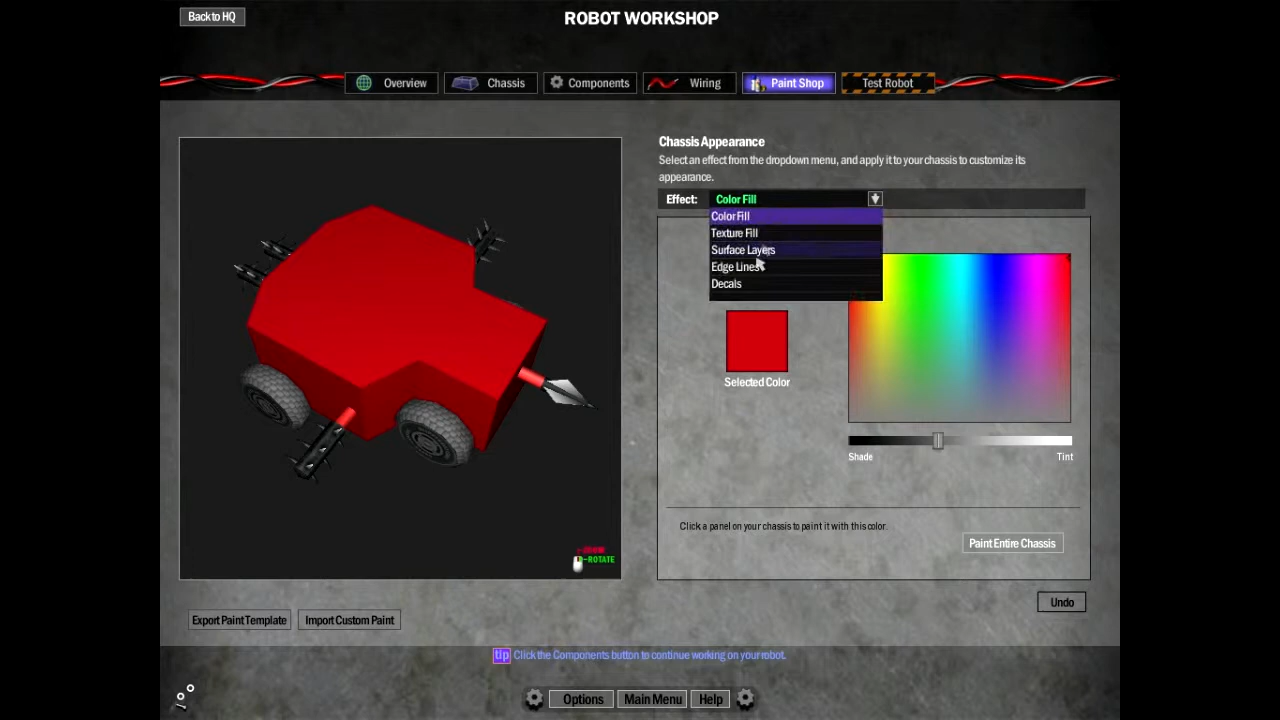 Back to HQ
ROBOT WORKSHOP
Overview
Chassis
Components
Wiring
Paint Shop
Test Robot
Chassis Appearance
Select an effect from the dropdown menu, and apply it to your chassis to customize its
appearance.
Effect: Color Fill
Color Fill
Texture Fill
Surface Layers
Edge Lines
Decals
Selected Color
Shade
Tint
Click a panel on your chassis to paint it with this color.
Paint Entire Chassis
-ROTATE
Undo
Export Paint Template
Import Custom Paint
tip Click the Components button to continue working on your robot.
Options
Main Menu
Help